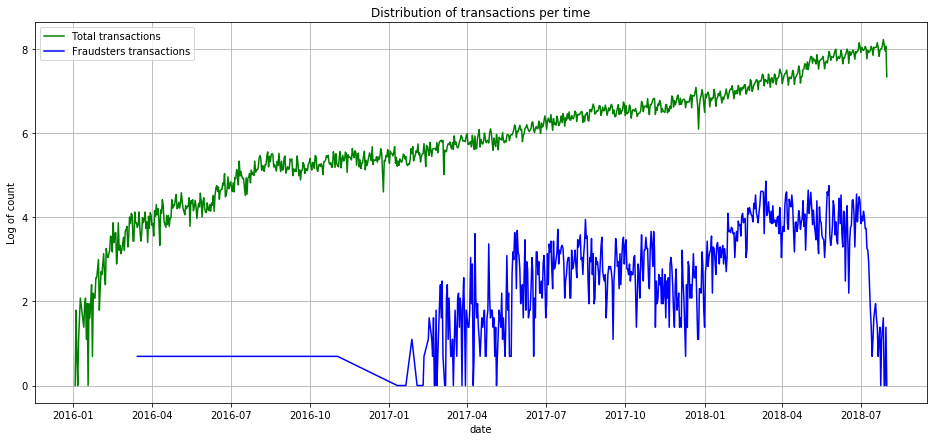 Distribution of transactions per time
Total transactions
Fraudsters transactions
Log of count
8
6
4
2
0
2016-01 2016-04 2016-07 2016-10 2017-01 2017-04 2017-07 2017-10 2018-01 2018-04 2018-07
date